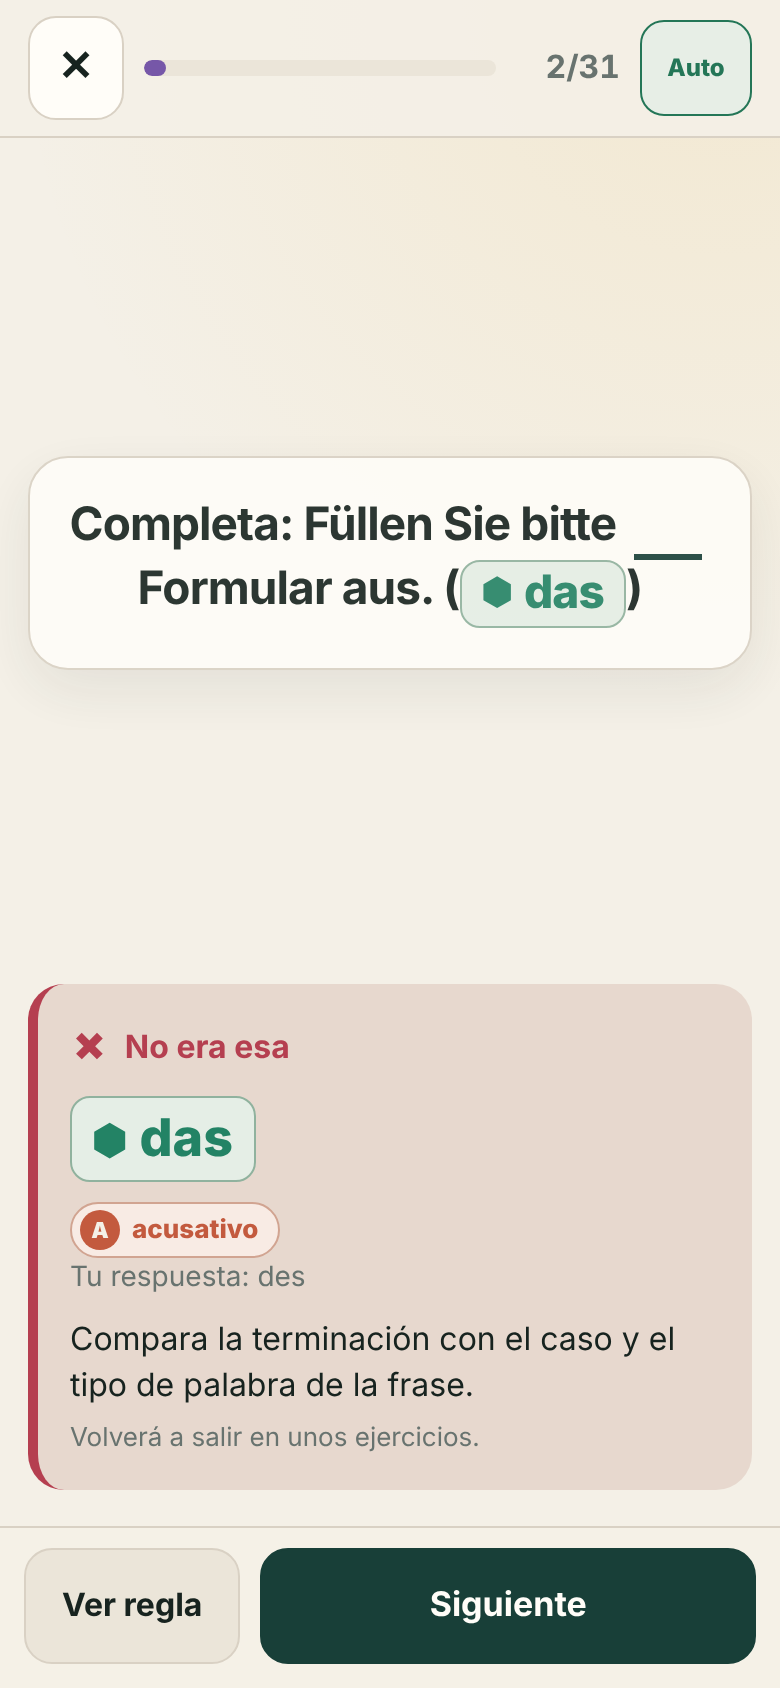 ✕ 2/31 Auto
Completa: Füllen Sie bitte ___
Formular aus. (das)
✖ No era esa
das
A acusativo
Tu respuesta: des
Compara la terminación con el caso y el
tipo de palabra de la frase.
Volverá a salir en unos ejercicios.
Ver regla Siguiente